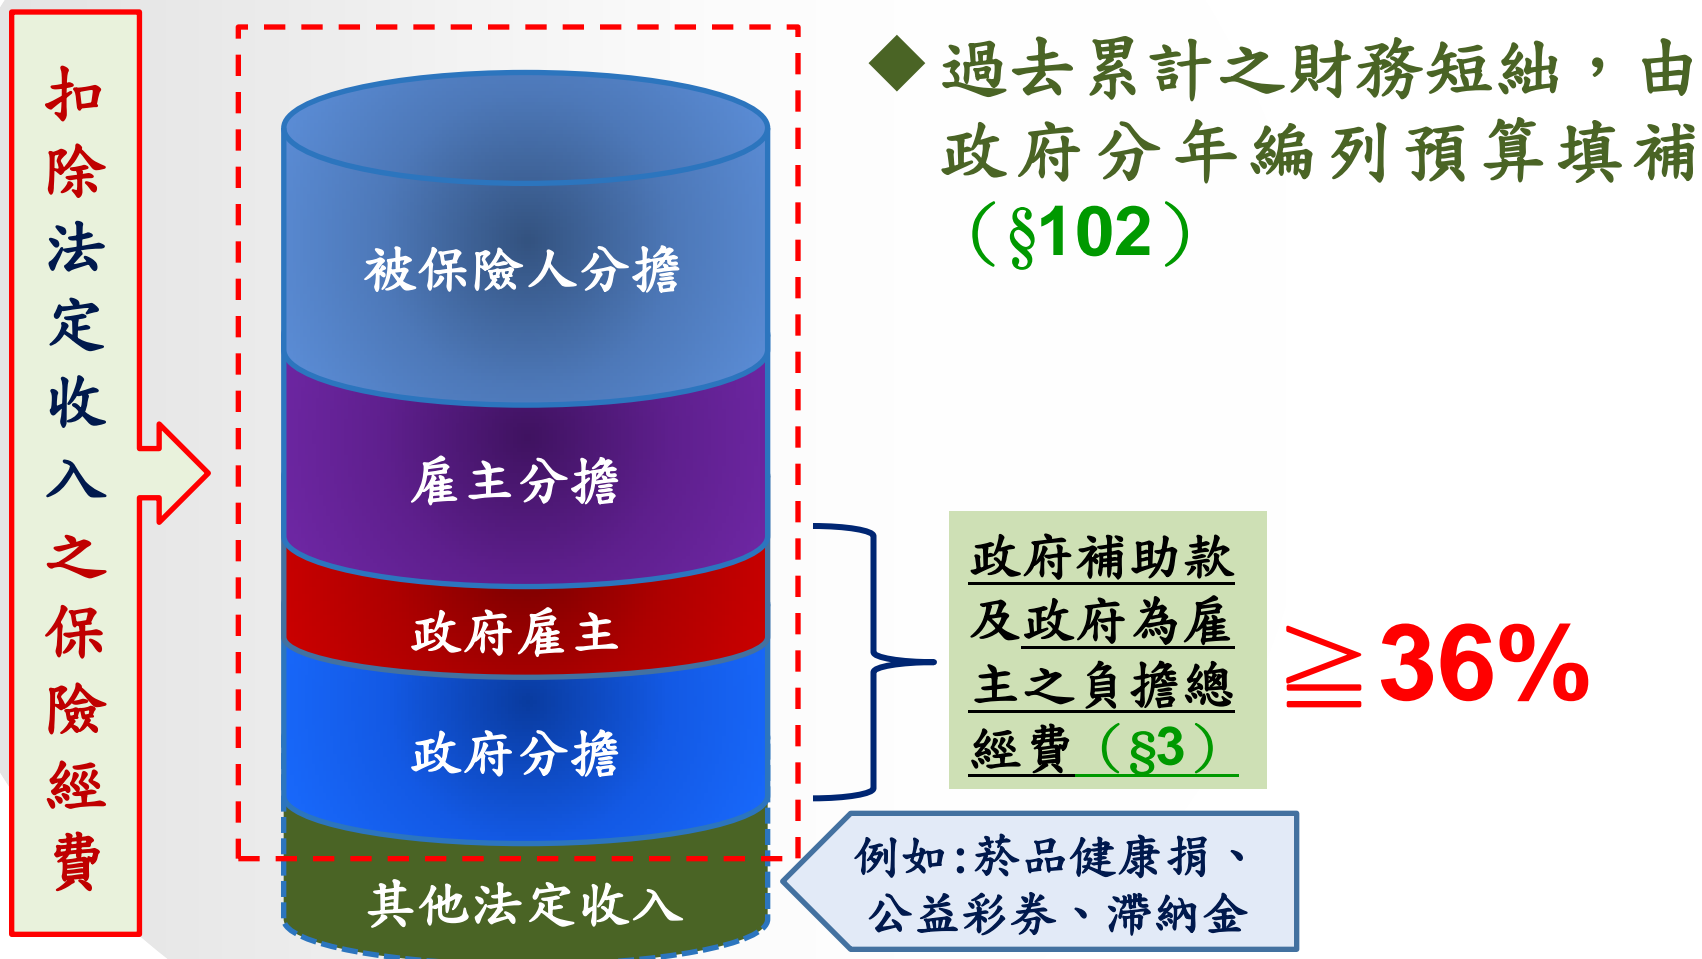 扣除法定收入之保險經費
被保險人分擔
雇主分擔
政府雇主
政府分擔
其他法定收入
過去累計之財務短絀，由
政府分年編列預算填補
（§102）
政府補助款
及政府為雇
主之負擔總
經費（§3）
≧36%
例如:菸品健康捐、
公益彩券、滯納金